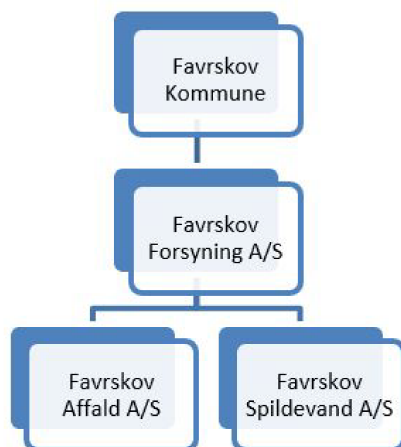 Favrskov
Kommune
Favrskov
Forsyning A/S
Favrskov
Affald A/S
Favrskov
Spildevand A/S